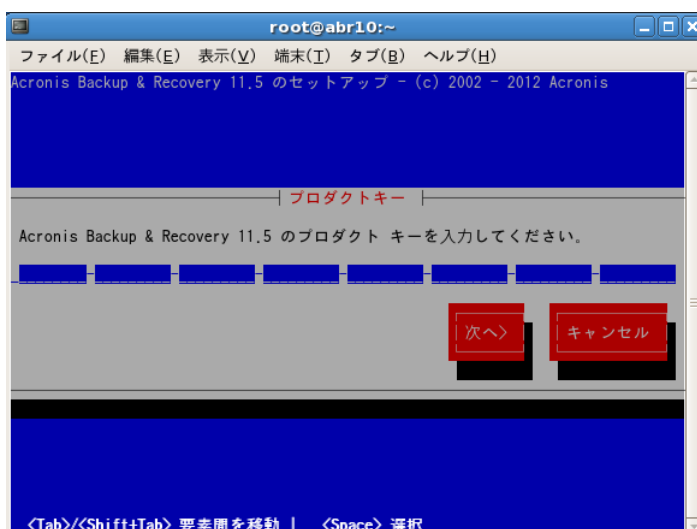 root@abr10:~
ファイル(F) 編集(E) 表示(V) 端末(T) タブ(B) ヘルプ(H)
Acronis Backup & Recovery 11.5 のセットアップ - (c) 2002 - 2012 Acronis
プロダクトキー
Acronis Backup & Recovery 11.5 のプロダクト キーを入力してください。
次へ> キャンセル
<Tab>/<Shift+Tab> 要素間を移動 | <Space> 選択